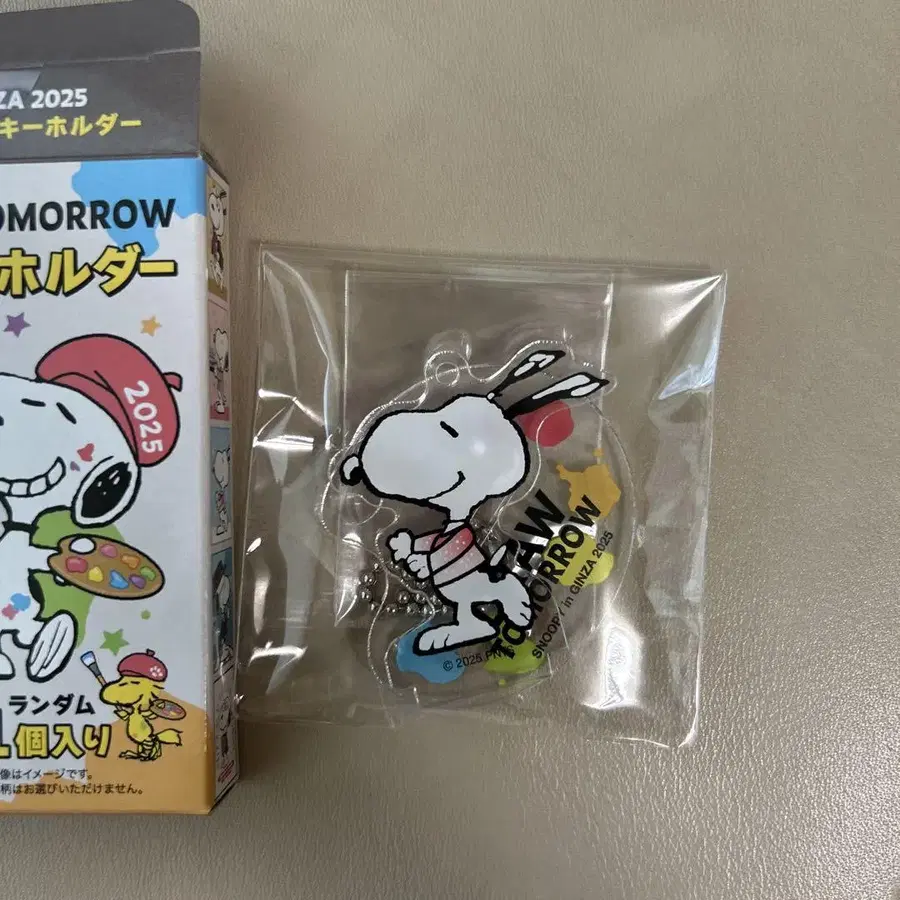 ZA 2025
キーホルダー
OMORROW
ホルダー
2025
ランダム
1個入り
像はイメージです。
柄はお選びいただけません。
AW
TOMORROW
SNOOPY in GINZA 2025
© 2025 P